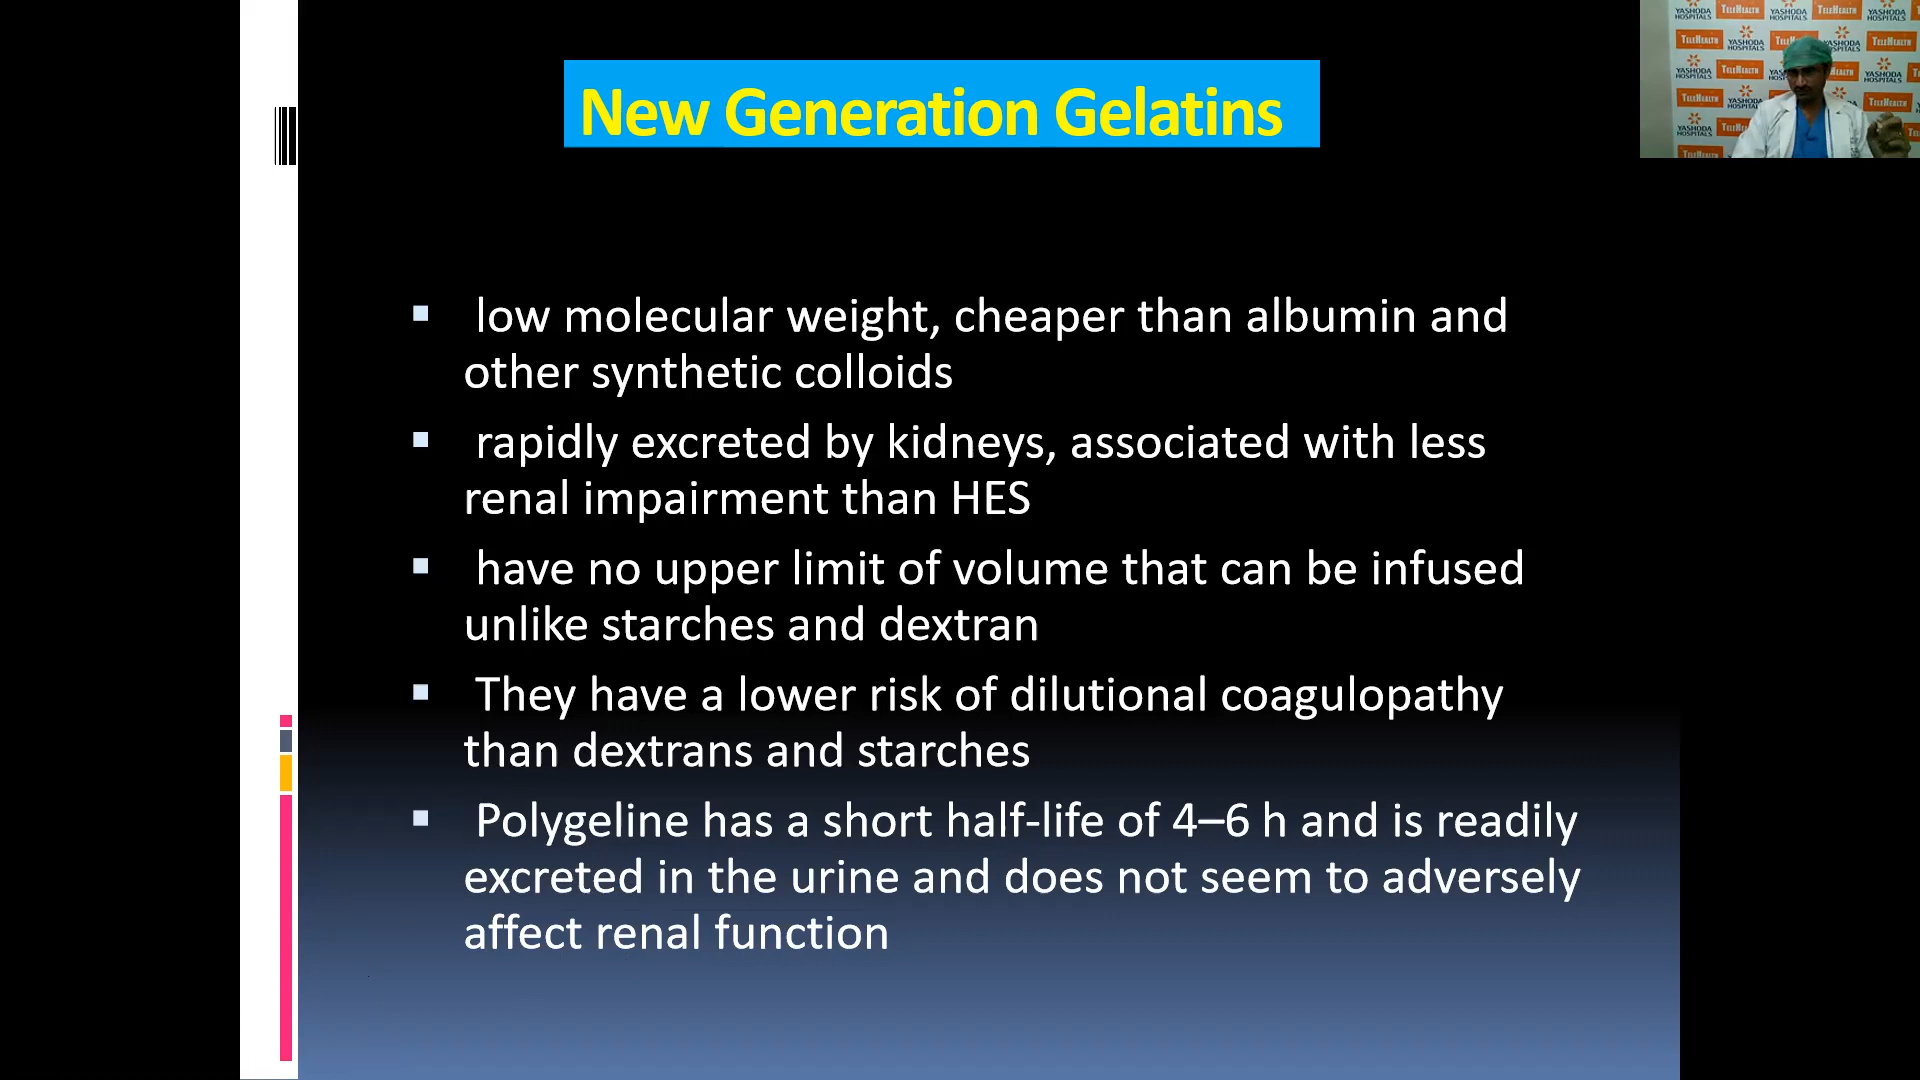 New Generation Gelatins
YASHODA HOSPITALS
TELEHEALTH
▪ low molecular weight, cheaper than albumin and
other synthetic colloids
▪ rapidly excreted by kidneys, associated with less
renal impairment than HES
▪ have no upper limit of volume that can be infused
unlike starches and dextran
▪ They have a lower risk of dilutional coagulopathy
than dextrans and starches
▪ Polygeline has a short half-life of 4–6 h and is readily
excreted in the urine and does not seem to adversely
affect renal function